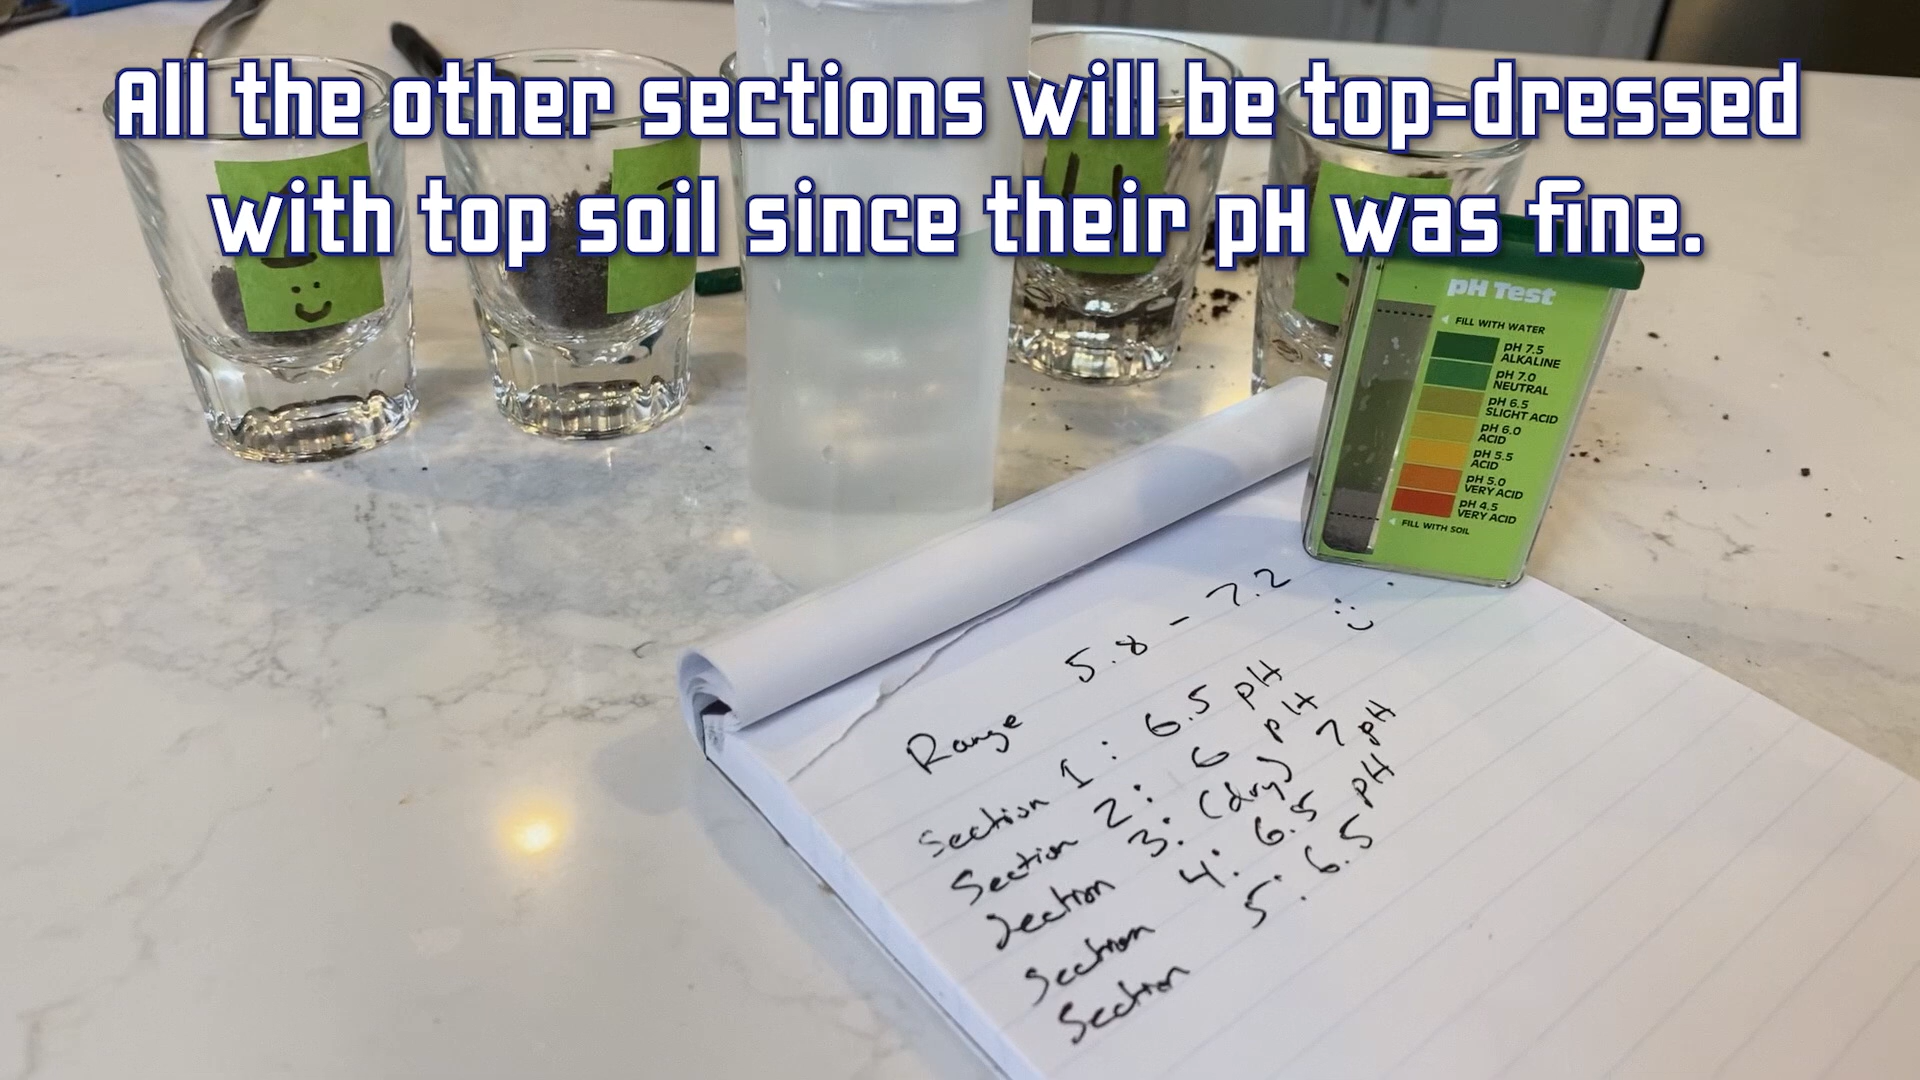 All the other sections will be top-dressed
with top soil since their pH was fine.
pH Test
FILL WITH WATER
pH 7.5
ALKALINE
pH 7.0
NEUTRAL
pH 6.5
SLIGHT ACID
pH 6.0
ACID
pH 5.5
ACID
pH 5.0
VERY ACID
pH 4.5
VERY ACID
FILL WITH SOIL
Range 5.8 - 7.2
Section 1: 6.5 pH
Section 2: 6 pH
Section 3: (dry) 7 pH
Section 4: 6.5 pH
Section 5: 6.5